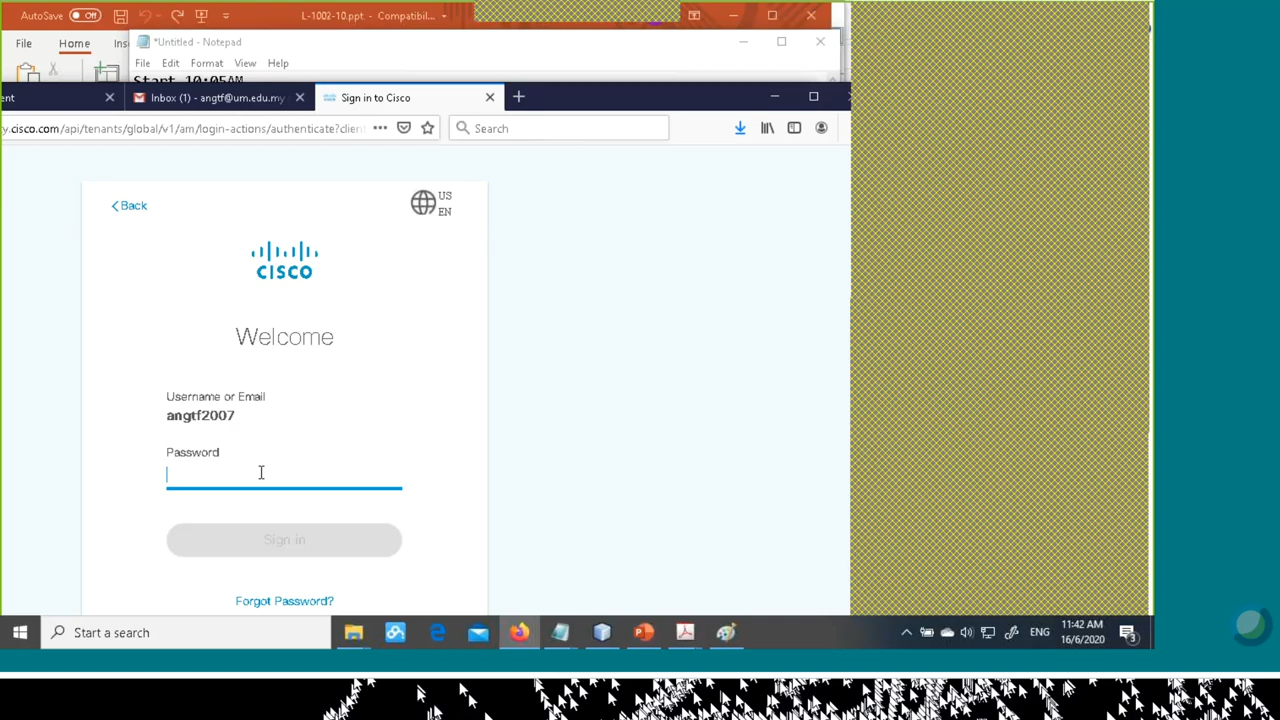 AutoSave Off L-1002-10.ppt - Compatibil...
File Home Ins
*Untitled - Notepad
File Edit Format View Help
Start 10:05AM
ent Inbox (1) - angtf@um.edu.my Sign in to Cisco
y.cisco.com/api/tenants/global/v1/am/login-actions/authenticate?clien Search
Back
US
EN
CISCO
Welcome
Username or Email
angtf2007
Password
Sign in
Forgot Password?
Start a search
ENG
11:42 AM
16/6/2020
3